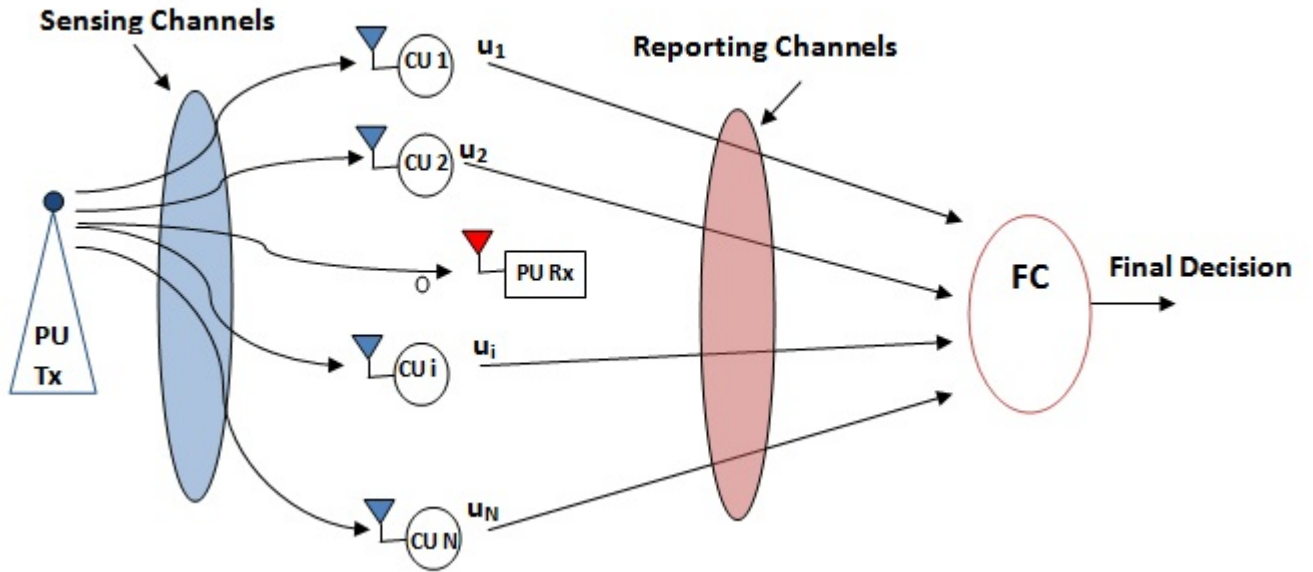 Sensing Channels
CU 1
u1
Reporting Channels
CU 2
u2
PU Rx
O
FC
Final Decision
PU
Tx
CU i
ui
CU N
uN